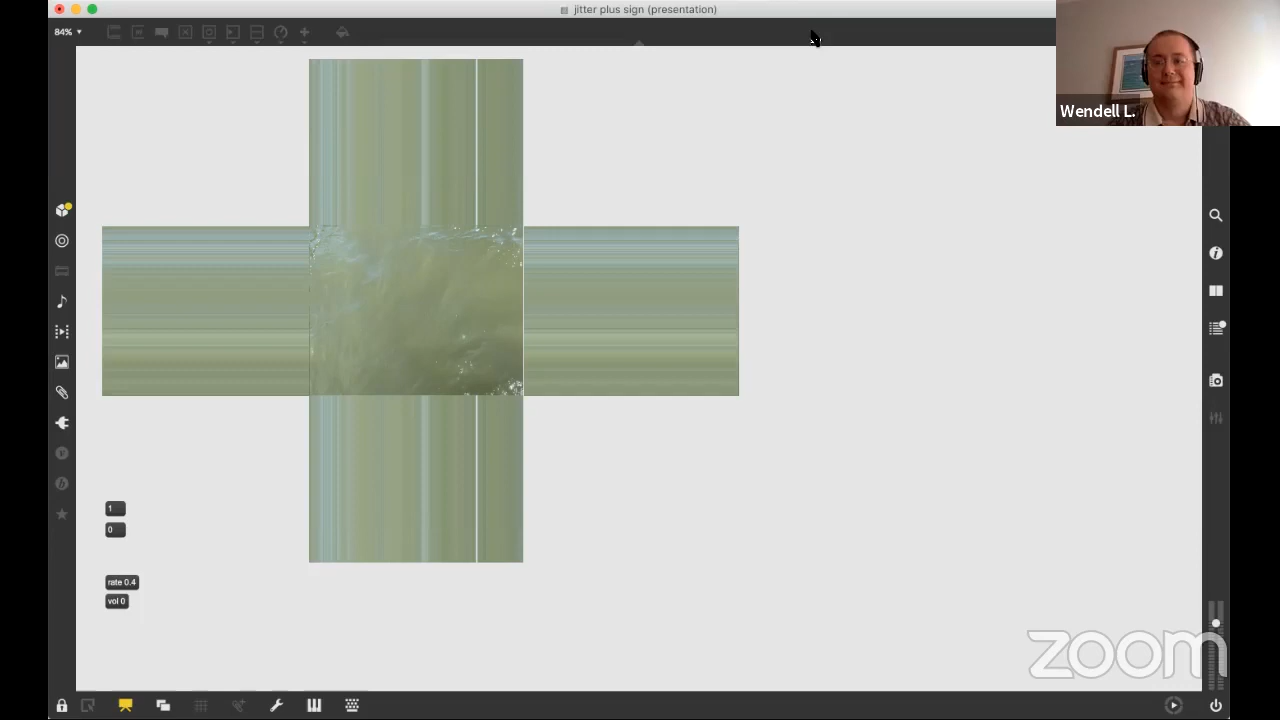 jitter plus sign (presentation)
84%
Wendell L.
1
0
rate 0.4
vol 0
zoom